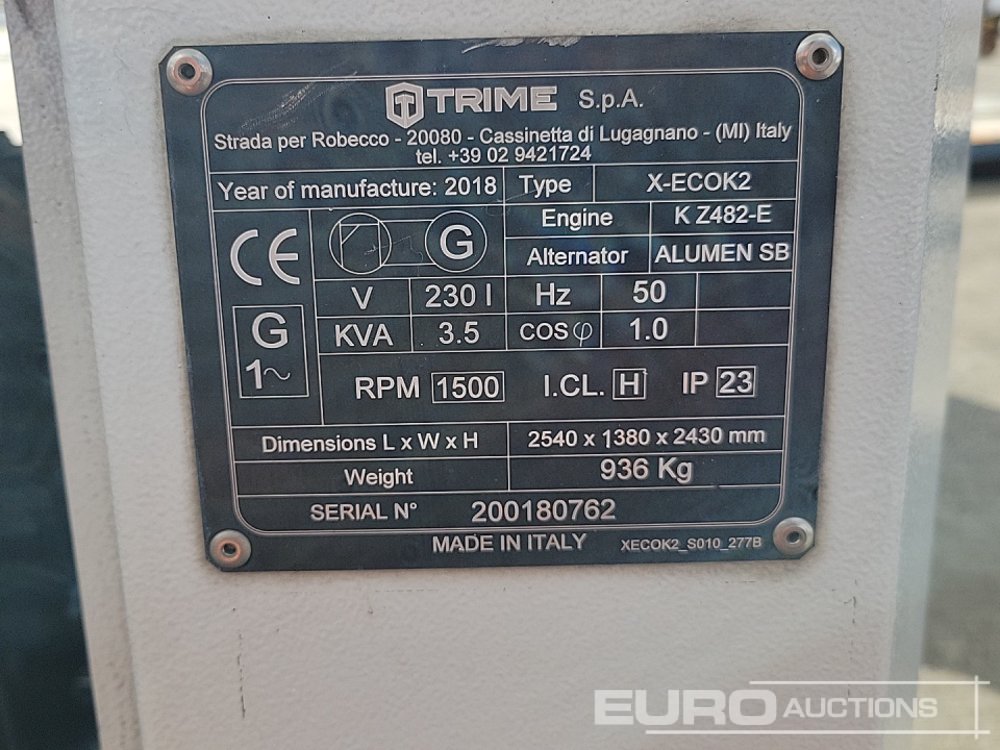 TRIME S.p.A.
Strada per Robecco - 20080 - Cassinetta di Lugagnano - (MI) Italy
tel. +39 02 9421724
Year of manufacture: 2018 Type X-ECOK2
Engine K Z482-E
CE G Alternator ALUMEN SB
V 230 I Hz 50
G 1~ KVA 3.5 COSφ 1.0
RPM 1500 I.CL. H IP 23
Dimensions L x W x H 2540 x 1380 x 2430 mm
Weight 936 Kg
SERIAL N° 200180762
MADE IN ITALY XECOK2_S010_277B
EURO AUCTIONS